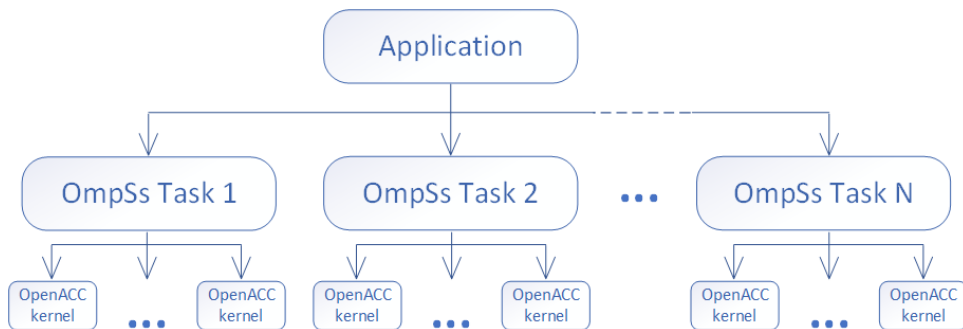 Application
OmpSs Task 1
OmpSs Task 2
...
OmpSs Task N
OpenACC
kernel
...
OpenACC
kernel
OpenACC
kernel
...
OpenACC
kernel
OpenACC
kernel
...
OpenACC
kernel